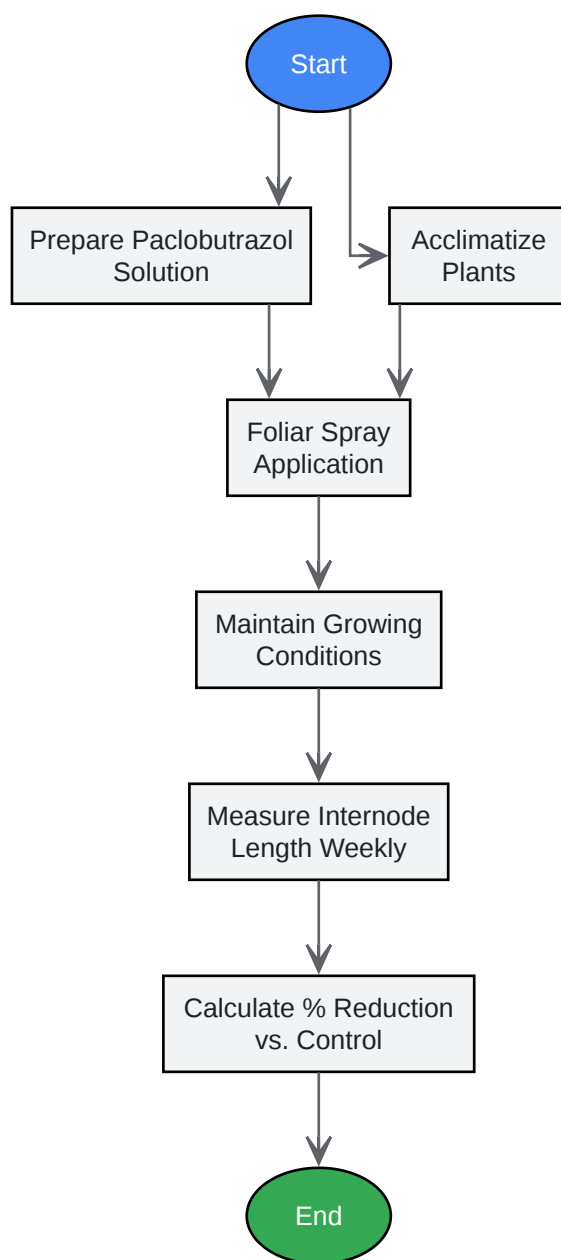 Start
Prepare Paclobutrazol
Solution
Acclimatize
Plants
Foliar Spray
Application
Maintain Growing
Conditions
Measure Internode
Length Weekly
Calculate % Reduction
vs. Control
End